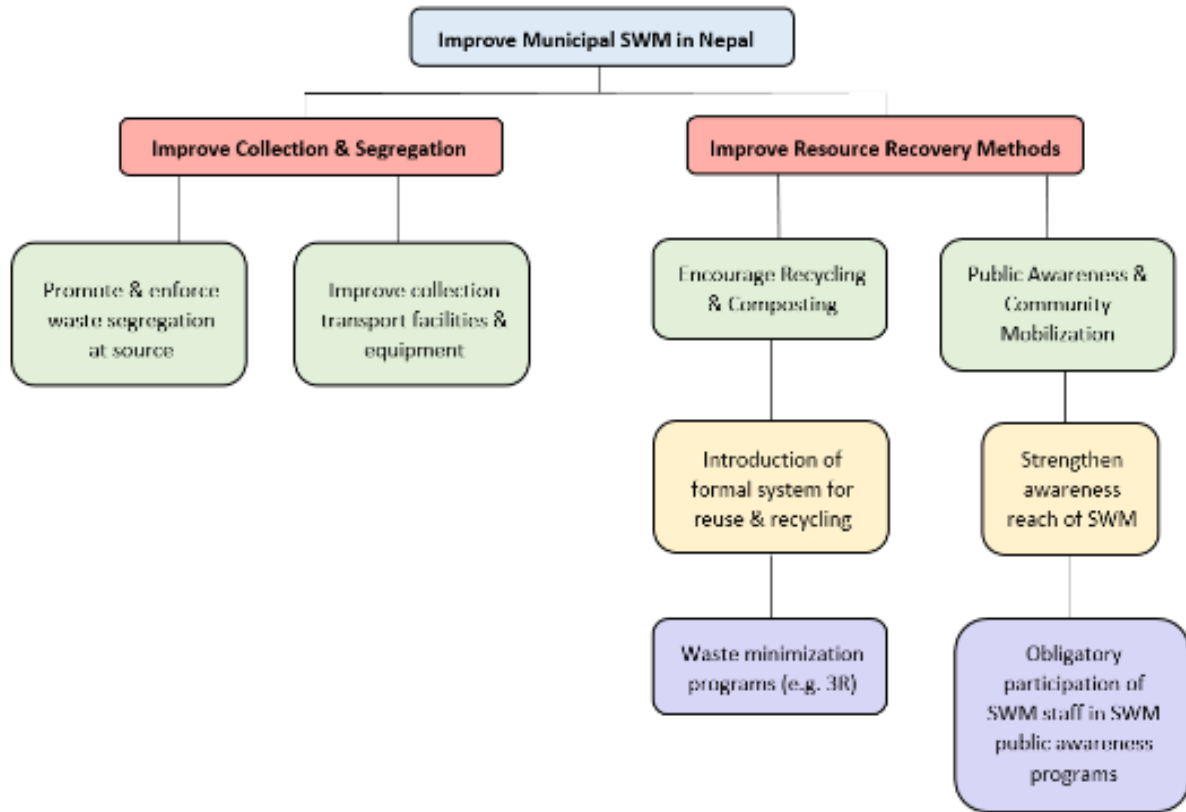 Improve Municipal SWM in Nepal
Improve Collection & Segregation
Improve Resource Recovery Methods
Promote & enforce
waste segregation
at source
Improve collection
transport facilities &
equipment
Encourage Recycling
& Composting
Public Awareness &
Community
Mobilization
Introduction of
formal system for
reuse & recycling
Strengthen
awareness
reach of SWM
Waste minimization
programs (e.g. 3R)
Obligatory
participation of
SWM staff in SWM
public awareness
programs